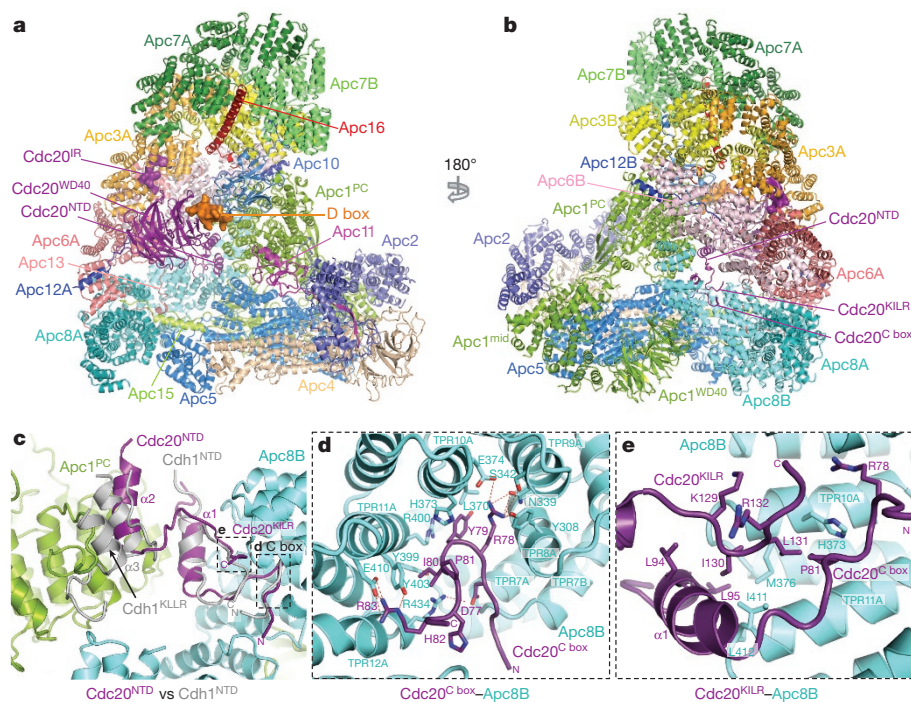 a
Apc7A
Apc7B
Apc16
Apc3A
Cdc20IR
Apc10
Cdc20WD40
Apc1PC
Cdc20NTD
D box
Apc6A
Apc11
Apc2
Apc13
Apc12A
Apc8A
Apc15
Apc5
Apc4
180°
b
Apc7A
Apc7B
Apc3B
Apc3A
Apc12B
Apc6B
Apc1PC
Cdc20NTD
Apc2
Apc6A
Cdc20KILR
Cdc20C box
Apc1mid
Apc8A
Apc5
Apc1WD40
Apc8B
c
Cdc20NTD
Cdh1NTD
Apc1PC
Apc8B
α2
α1
Cdc20KILR
e
d C box
α3
C
C
N
N
Cdh1KLLR
Cdc20NTD vs Cdh1NTD
d
TPR10A
TPR9A
E374
S342
TPR11A
H373
L370
N339
R400
Y79
R78
Y308
Y399
I80
P81
TPR8A
E410
Y403
TPR7A
TPR7B
R83
R434
D77
C
H82
Apc8B
TPR12A
N
Cdc20C box
Cdc20C box–Apc8B
e
Apc8B
C
R78
Cdc20KILR
K129
R132
TPR10A
L131
H373
L94
I130
P81
M376
Cdc20C box
L95
I411
TPR11A
α1
Cdc20KILR–Apc8B